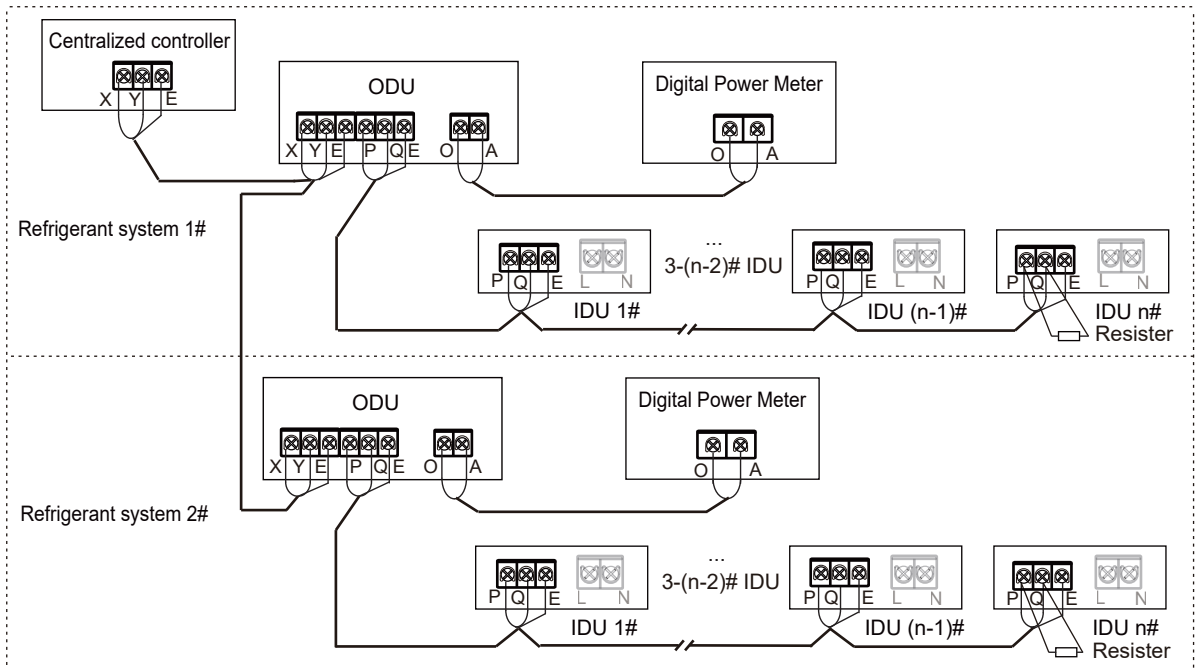 Centralized controller
X Y E
ODU
X Y E P Q E O A
Digital Power Meter
O A
Refrigerant system 1#
P Q E L N
IDU 1#
...
3-(n-2)# IDU
P Q E L N
IDU (n-1)#
P Q E L N
IDU n#
Resister
ODU
X Y E P Q E O A
Digital Power Meter
O A
Refrigerant system 2#
P Q E L N
IDU 1#
...
3-(n-2)# IDU
P Q E L N
IDU (n-1)#
P Q E L N
IDU n#
Resister